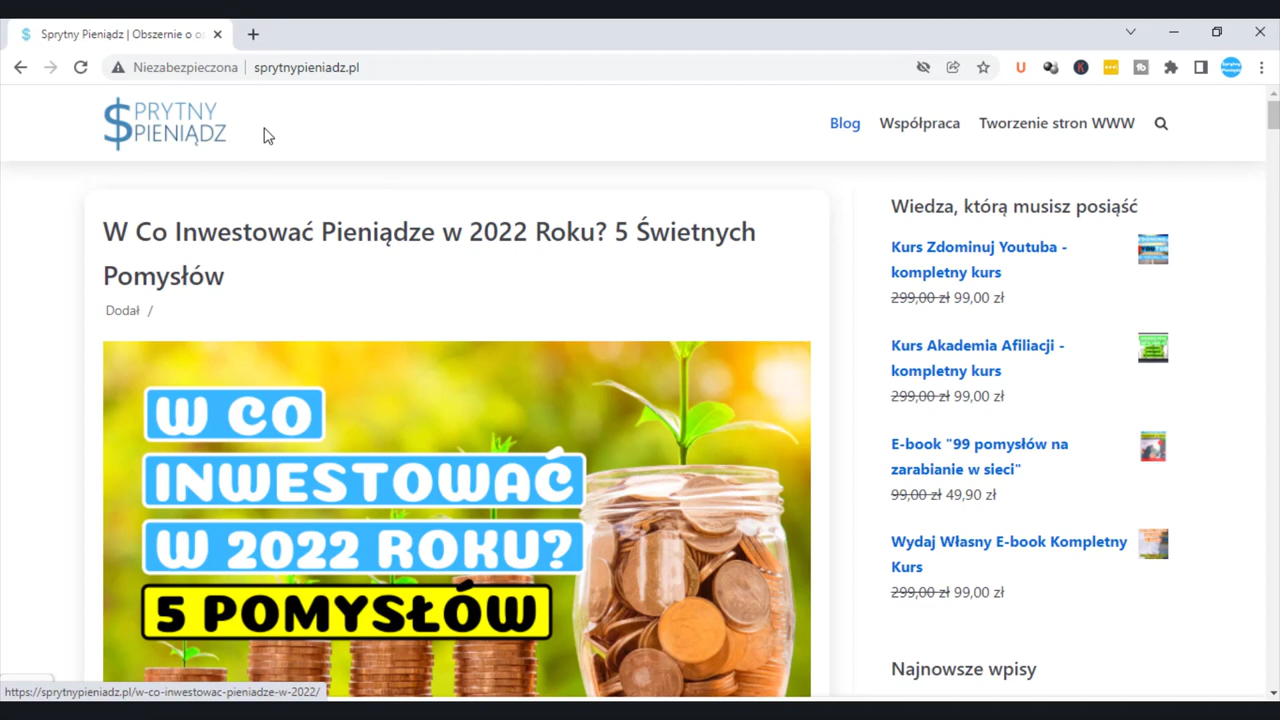 Sprytny Pieniądz | Obszernie o os
Niezabezpieczona
sprytnypieniadz.pl
$PRYTNY
PIENIĄDZ
Blog
Współpraca
Tworzenie stron WWW
W Co Inwestować Pieniądze w 2022 Roku? 5 Świetnych
Pomysłów
Dodał /
W CO
INWESTOWAĆ
W 2022 ROKU?
5 POMYSŁÓW
Wiedza, którą musisz posiąść
Kurs Zdominuj Youtuba -
kompletny kurs
299,00 zł 99,00 zł
Kurs Akademia Afiliacji -
kompletny kurs
299,00 zł 99,00 zł
E-book "99 pomysłów na
zarabianie w sieci"
99,00 zł 49,90 zł
Wydaj Własny E-book Kompletny
Kurs
299,00 zł 99,00 zł
Najnowsze wpisy
https://sprytnypieniadz.pl/w-co-inwestowac-pieniadze-w-2022/